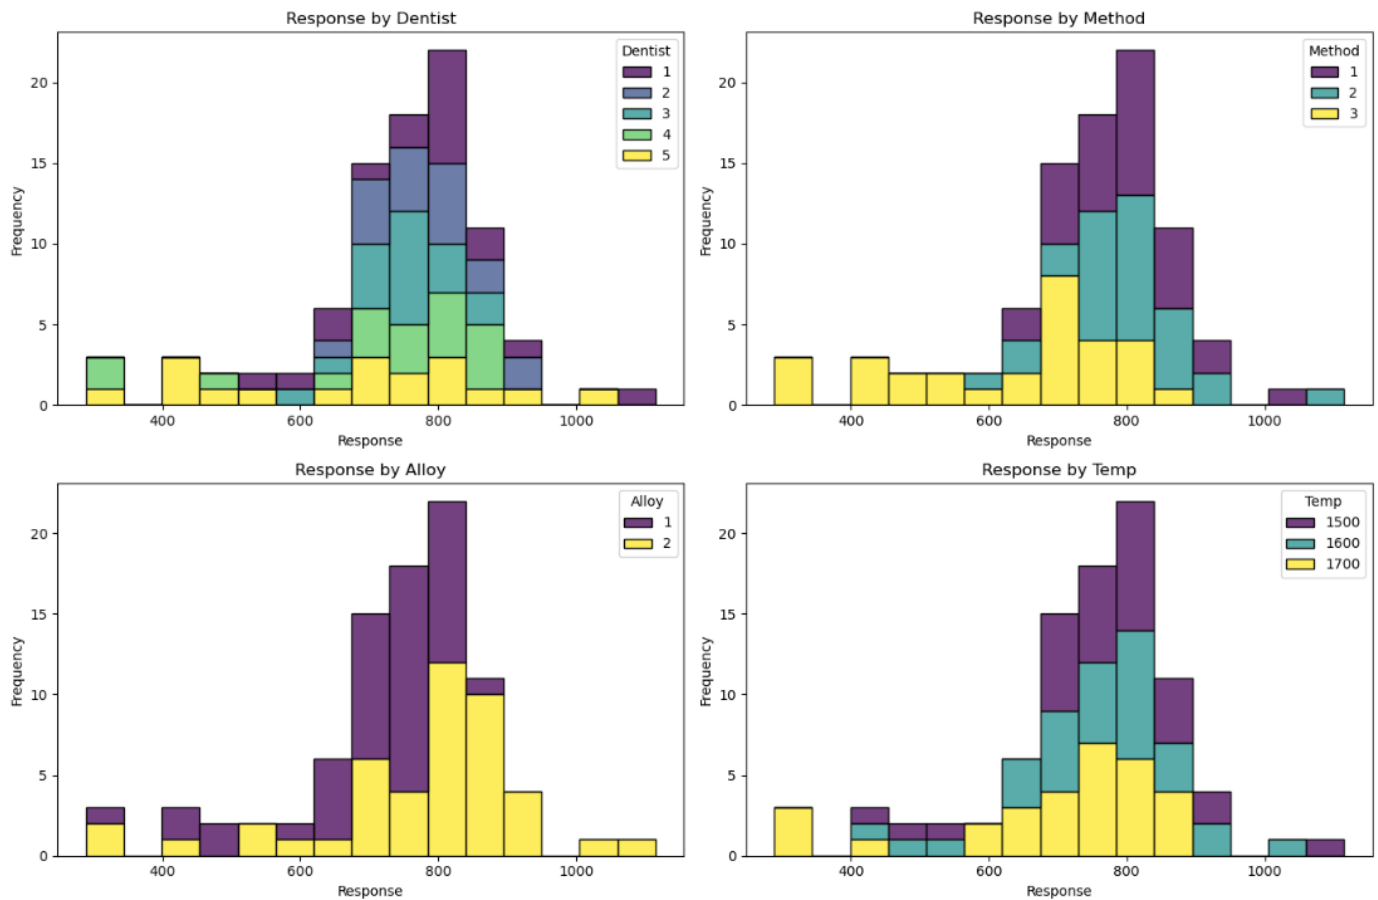 Response by Dentist
Dentist
1
2
3
4
5
Frequency
20
15
10
5
0
400 600 800 1000
Response
Response by Method
Method
1
2
3
Frequency
20
15
10
5
0
400 600 800 1000
Response
Response by Alloy
Alloy
1
2
Frequency
20
15
10
5
0
400 600 800 1000
Response
Response by Temp
Temp
1500
1600
1700
Frequency
20
15
10
5
0
400 600 800 1000
Response